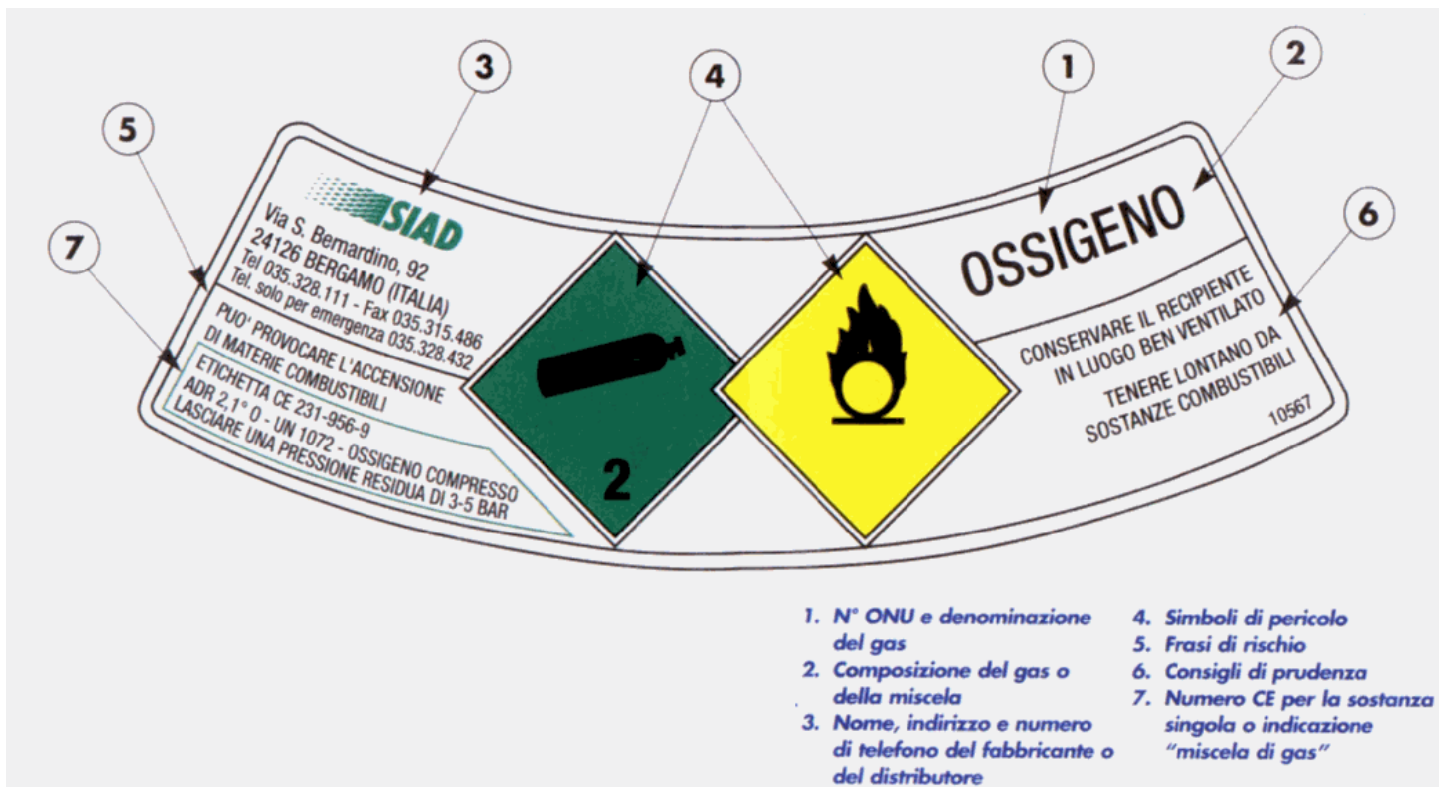 3
4
1
2
5
7
6
SIAD
Via S. Bernardino, 92
24126 BERGAMO (ITALIA)
Tel 035.328.111 - Fax 035.315.486
Tel. solo per emergenza 035.328.432
PUO' PROVOCARE L'ACCENSIONE
DI MATERIE COMBUSTIBILI
ETICHETTA CE 231-956-9
ADR 2,1° 0 - UN 1072 - OSSIGENO COMPRESSO
LASCIARE UNA PRESSIONE RESIDUA DI 3-5 BAR
2
OSSIGENO
CONSERVARE IL RECIPIENTE
IN LUOGO BEN VENTILATO
TENERE LONTANO DA
SOSTANZE COMBUSTIBILI
10567
1. N° ONU e denominazione
del gas
2. Composizione del gas o
della miscela
3. Nome, indirizzo e numero
di telefono del fabbricante o
del distributore
4. Simboli di pericolo
5. Frasi di rischio
6. Consigli di prudenza
7. Numero CE per la sostanza
singola o indicazione
"miscela di gas"